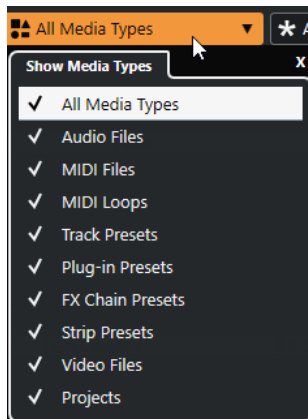 All Media Types
A
Show Media Types X
All Media Types
Audio Files
MIDI Files
MIDI Loops
Track Presets
Plug-in Presets
FX Chain Presets
Strip Presets
Video Files
Projects